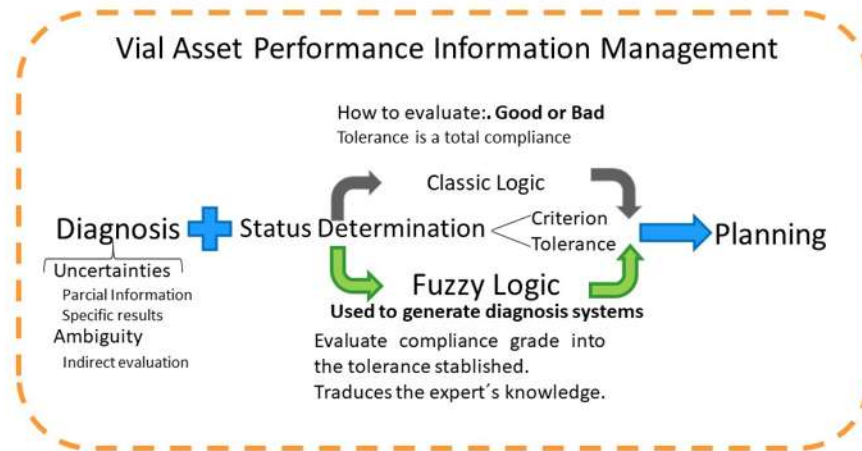 Vial Asset Performance Information Management
How to evaluate:. Good or Bad
Tolerance is a total compliance
Classic Logic
Diagnosis
Status Determination
Criterion
Tolerance
Planning
Uncertainties
Parcial Information
Specific results
Ambiguity
Indirect evaluation
Fuzzy Logic
Used to generate diagnosis systems
Evaluate compliance grade into
the tolerance stablished.
Traduces the expert´s knowledge.